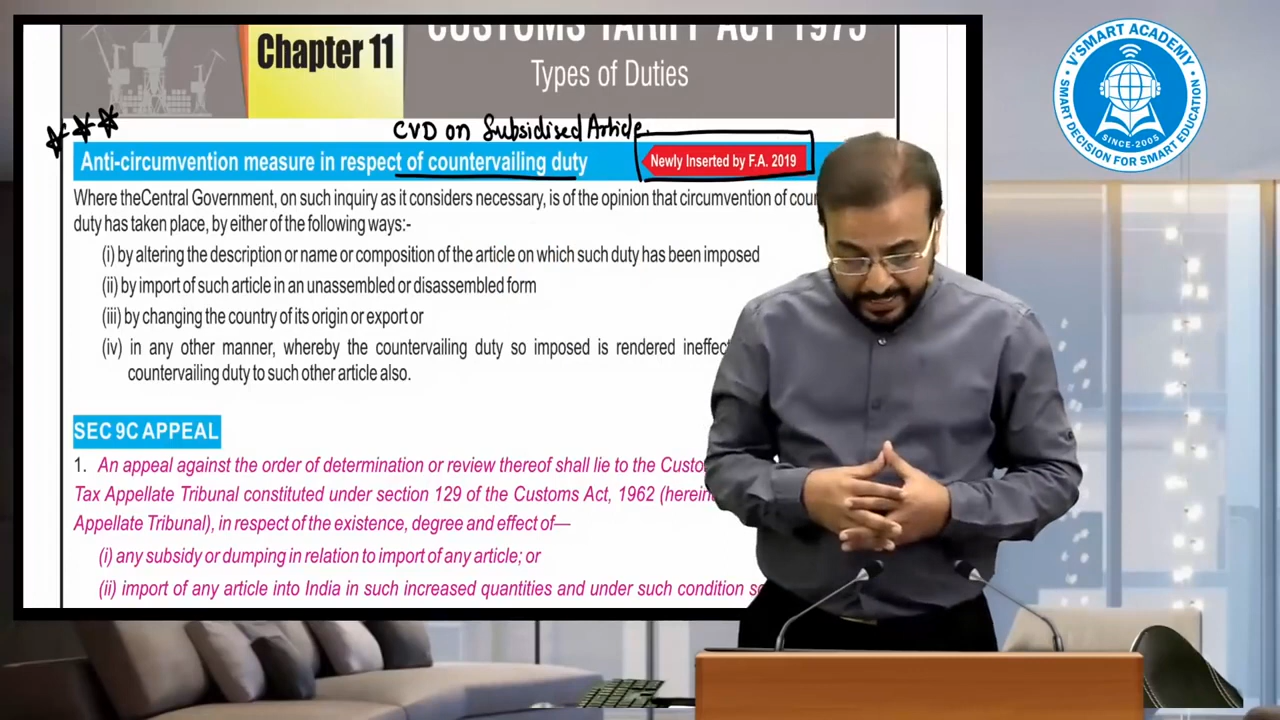 CUSTOMS TARIFF ACT 1975
Chapter 11
Types of Duties
CVD on Subsidised Article.
Anti-circumvention measure in respect of countervailing duty
Newly Inserted by F.A. 2019
Where theCentral Government, on such inquiry as it considers necessary, is of the opinion that circumvention of
duty has taken place, by either of the following ways:-
(i) by altering the description or name or composition of the article on which such duty has been imposed
(ii) by import of such article in an unassembled or disassembled form
(iii) by changing the country of its origin or export or
(iv) in any other manner, whereby the countervailing duty so imposed is rendered
countervailing duty to such other article also.
SEC 9C APPEAL
1. An appeal against the order of determination or review thereof shall lie to the
Tax Appellate Tribunal constituted under section 129 of the Customs Act, 1962
Appellate Tribunal), in respect of the existence, degree and effect of—
(i) any subsidy or dumping in relation to import of any article; or
(ii) import of any article into India in such increased quantities and under such condition
V'SMART ACADEMY
SINCE-2005
SMART DECISION FOR SMART EDUCATION